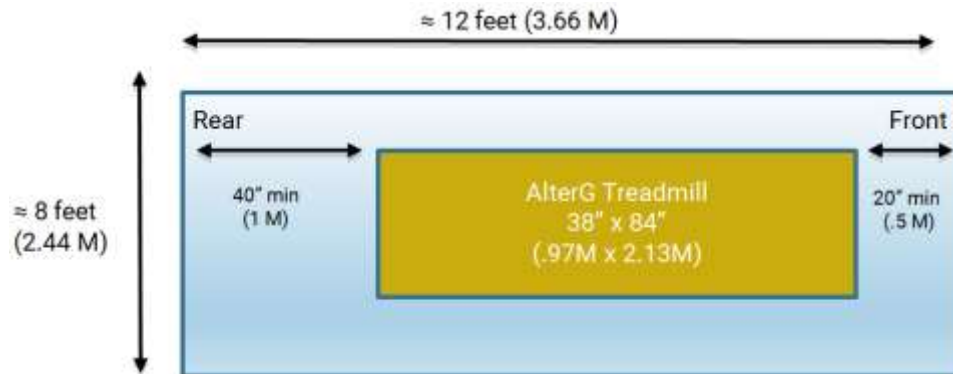 ≈ 12 feet (3.66 M)
Rear
Front
40” min
(1 M)
AlterG Treadmill
38” x 84”
(.97M x 2.13M)
20” min
(.5 M)
≈ 8 feet
(2.44 M)